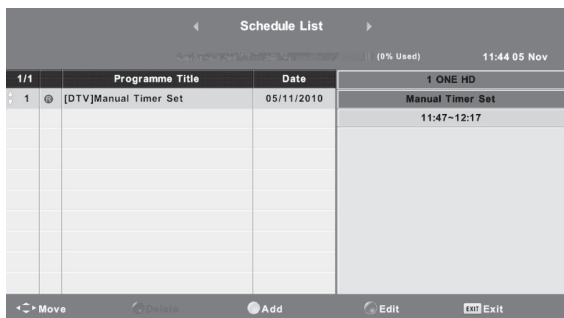 Schedule List
(0% Used) 11:44 05 Nov
1/1 Programme Title Date 1 ONE HD
1 [DTV]Manual Timer Set 05/11/2010 Manual Timer Set
11:47~12:17
Move Delete Add Edit EXIT Exit